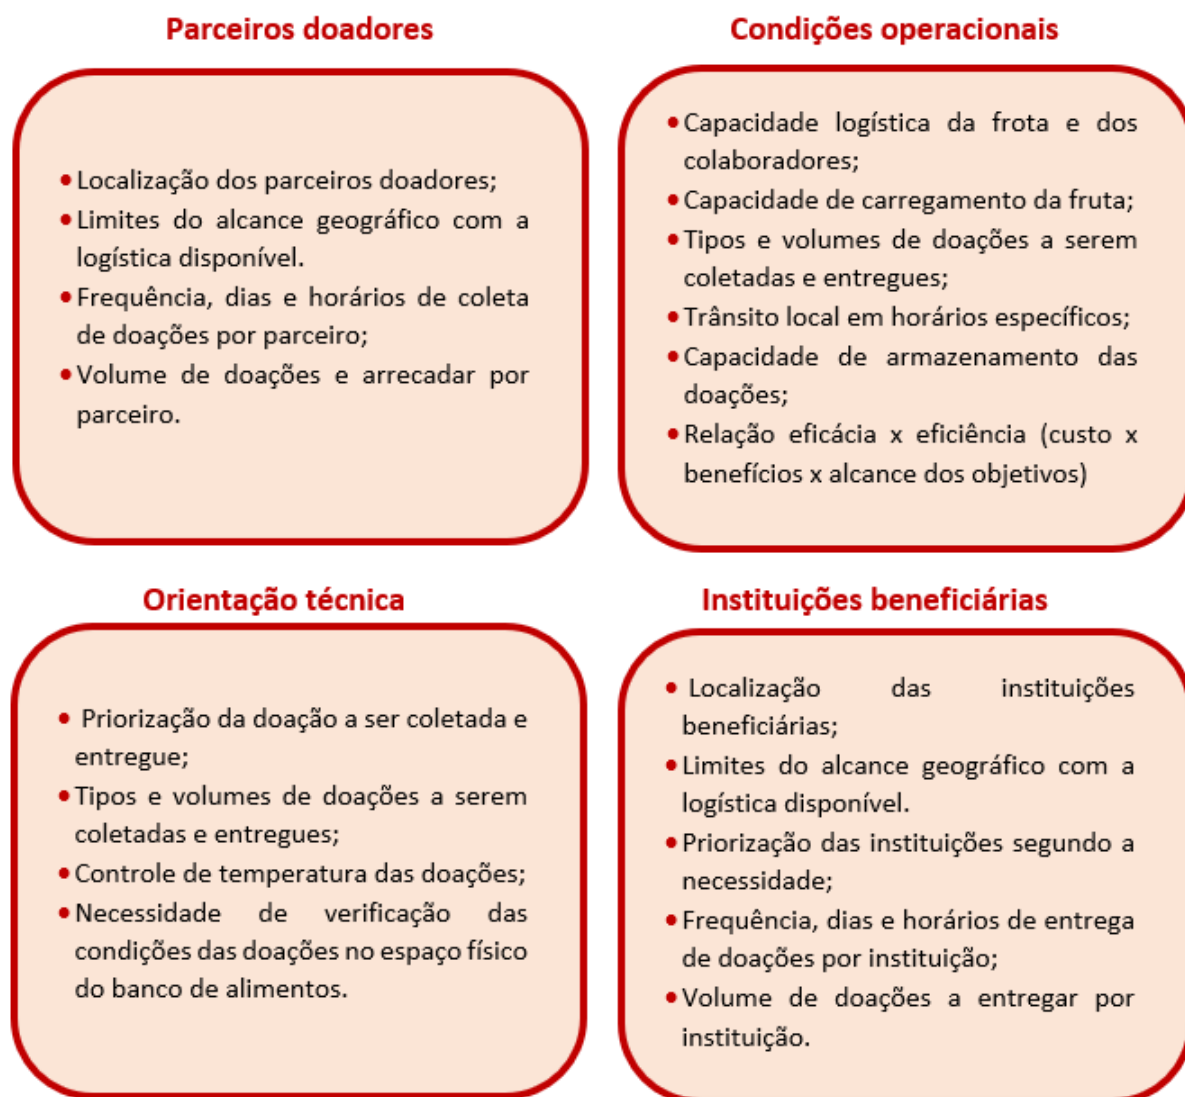 Parceiros doadores
• Localização dos parceiros doadores;
• Limites do alcance geográfico com a
logística disponível.
• Frequência, dias e horários de coleta
de doações por parceiro;
• Volume de doações e arrecadar por
parceiro.
Condições operacionais
• Capacidade logística da frota e dos
colaboradores;
• Capacidade de carregamento da fruta;
• Tipos e volumes de doações a serem
coletadas e entregues;
• Trânsito local em horários específicos;
• Capacidade de armazenamento das
doações;
• Relação eficácia x eficiência (custo x
benefícios x alcance dos objetivos)
Orientação técnica
• Priorização da doação a ser coletada e
entregue;
• Tipos e volumes de doações a serem
coletadas e entregues;
• Controle de temperatura das doações;
• Necessidade de verificação das
condições das doações no espaço físico
do banco de alimentos.
Instituições beneficiárias
• Localização das instituições
beneficiárias;
• Limites do alcance geográfico com a
logística disponível.
• Priorização das instituições segundo a
necessidade;
• Frequência, dias e horários de entrega
de doações por instituição;
• Volume de doações a entregar por
instituição.